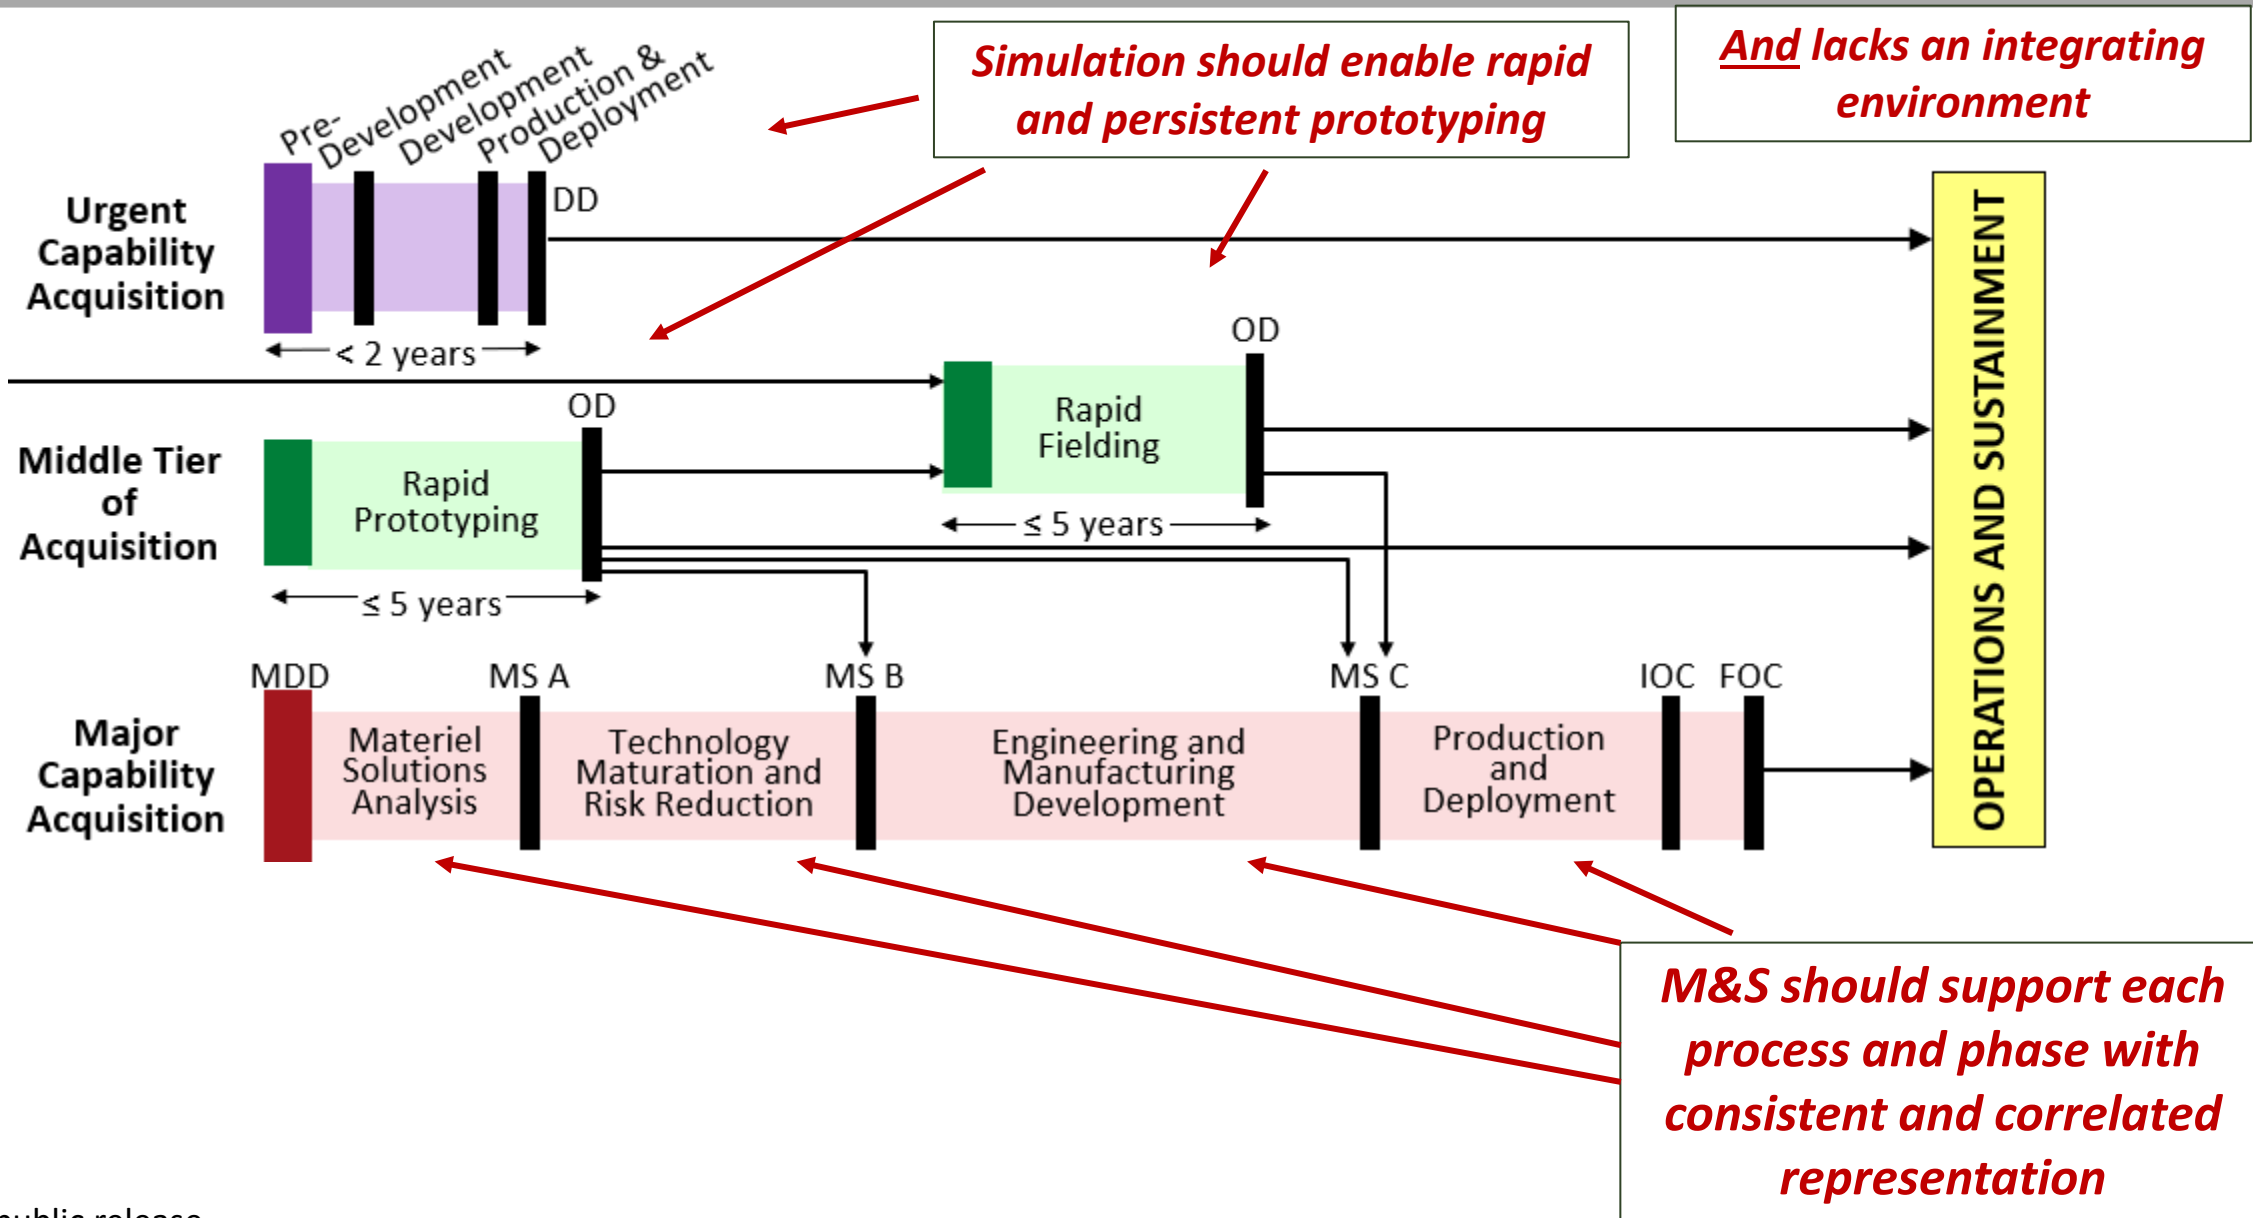 Simulation should enable rapid
and persistent prototyping
And lacks an integrating
environment
Pre-
Development
Development
Production &
Deployment
Urgent
Capability
Acquisition
DD
< 2 years
Middle Tier
of
Acquisition
Rapid
Prototyping
OD
≤ 5 years
Rapid
Fielding
OD
≤ 5 years
Major
Capability
Acquisition
MDD
Materiel
Solutions
Analysis
MS A
Technology
Maturation and
Risk Reduction
MS B
Engineering and
Manufacturing
Development
MS C
Production
and
Deployment
IOC
FOC
OPERATIONS AND SUSTAINMENT
M&S should support each
process and phase with
consistent and correlated
representation
public release